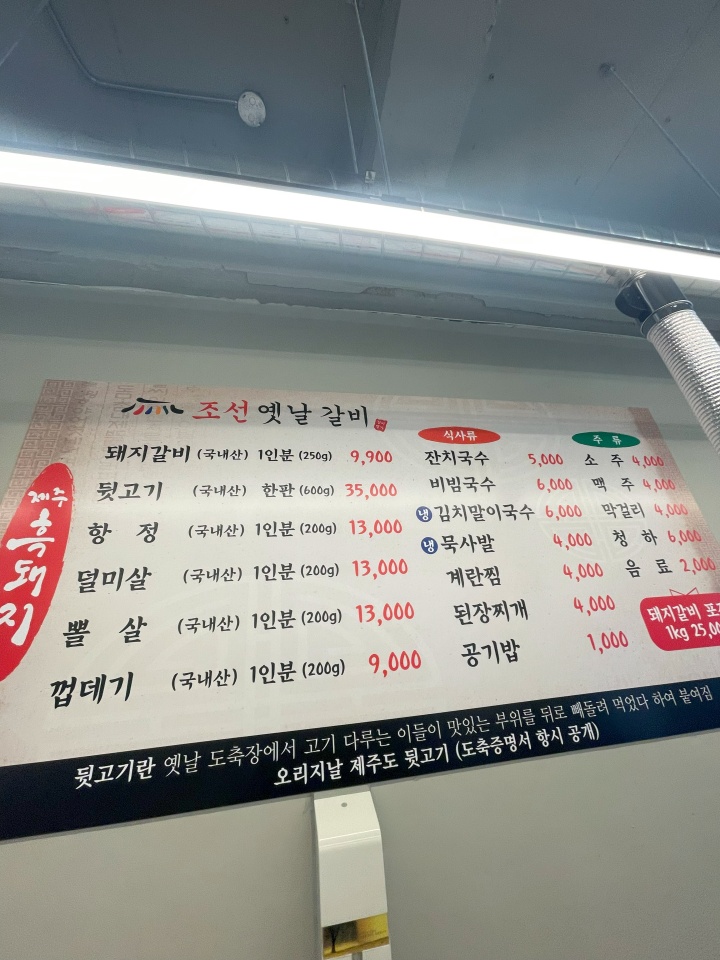 조선 옛날 갈비
제주
흑돼지
돼지갈비 (국내산) 1인분 (250g) 9,900
뒷고기 (국내산) 한판 (600g) 35,000
항 정 (국내산) 1인분 (200g) 13,000
덜미살 (국내산) 1인분 (200g) 13,000
뽈 살 (국내산) 1인분 (200g) 13,000
껍데기 (국내산) 1인분 (200g) 9,000
식사류
잔치국수 5,000
비빔국수 6,000
냉 김치말이국수 6,000
냉 묵사발 4,000
계란찜 4,000
된장찌개 4,000
공기밥 1,000
주 류
소 주 4,000
맥 주 4,000
막걸리 4,000
청 하 6,000
음 료 2,000
돼지갈비
1kg
뒷고기란 옛날 도축장에서 고기 다루는 이들이 맛있는 부위를 뒤로 빼돌려 먹었다 하여 붙여짐
오리지날 제주도 뒷고기 (도축증명서 항시 공개)